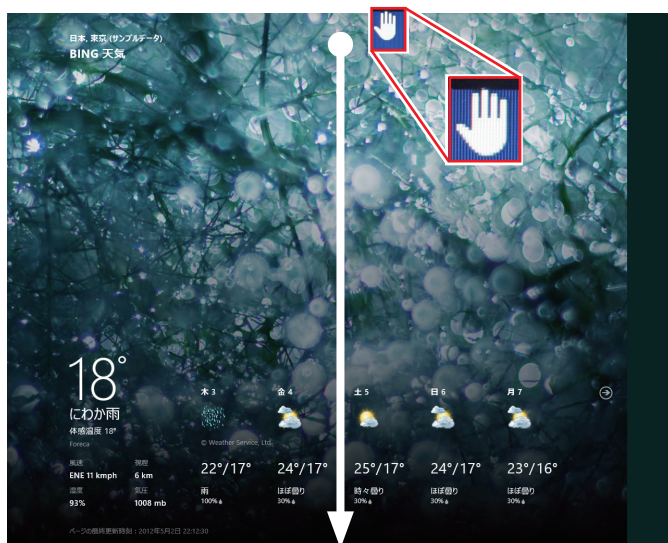 日本, 東京 (サンプルデータ)
BING 天気
18°
にわか雨
体感温度 18°
Foreca
風速 視程
ENE 11 kmph 6 km
湿度 気圧
93% 1008 mb
木 3
22°/17°
雨
100%
金 4
24°/17°
ほぼ曇り
30%
土 5
25°/17°
時々曇り
30%
日 6
24°/17°
ほぼ曇り
30%
月 7
23°/16°
ほぼ曇り
30%
© Weather Service, Ltd.
ページの最終更新時刻 : 2012年5月2日 22:12:30